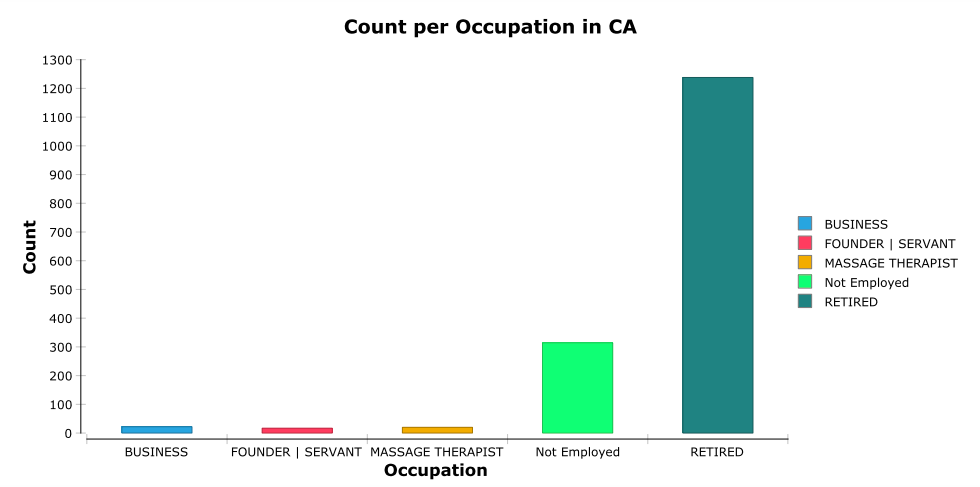 Count per Occupation in CA
1300
1200
1100
1000
900
800
700
600
500
400
300
200
100
0
Count
BUSINESS
FOUNDER | SERVANT
MASSAGE THERAPIST
Not Employed
RETIRED
Occupation
BUSINESS
FOUNDER | SERVANT
MASSAGE THERAPIST
Not Employed
RETIRED